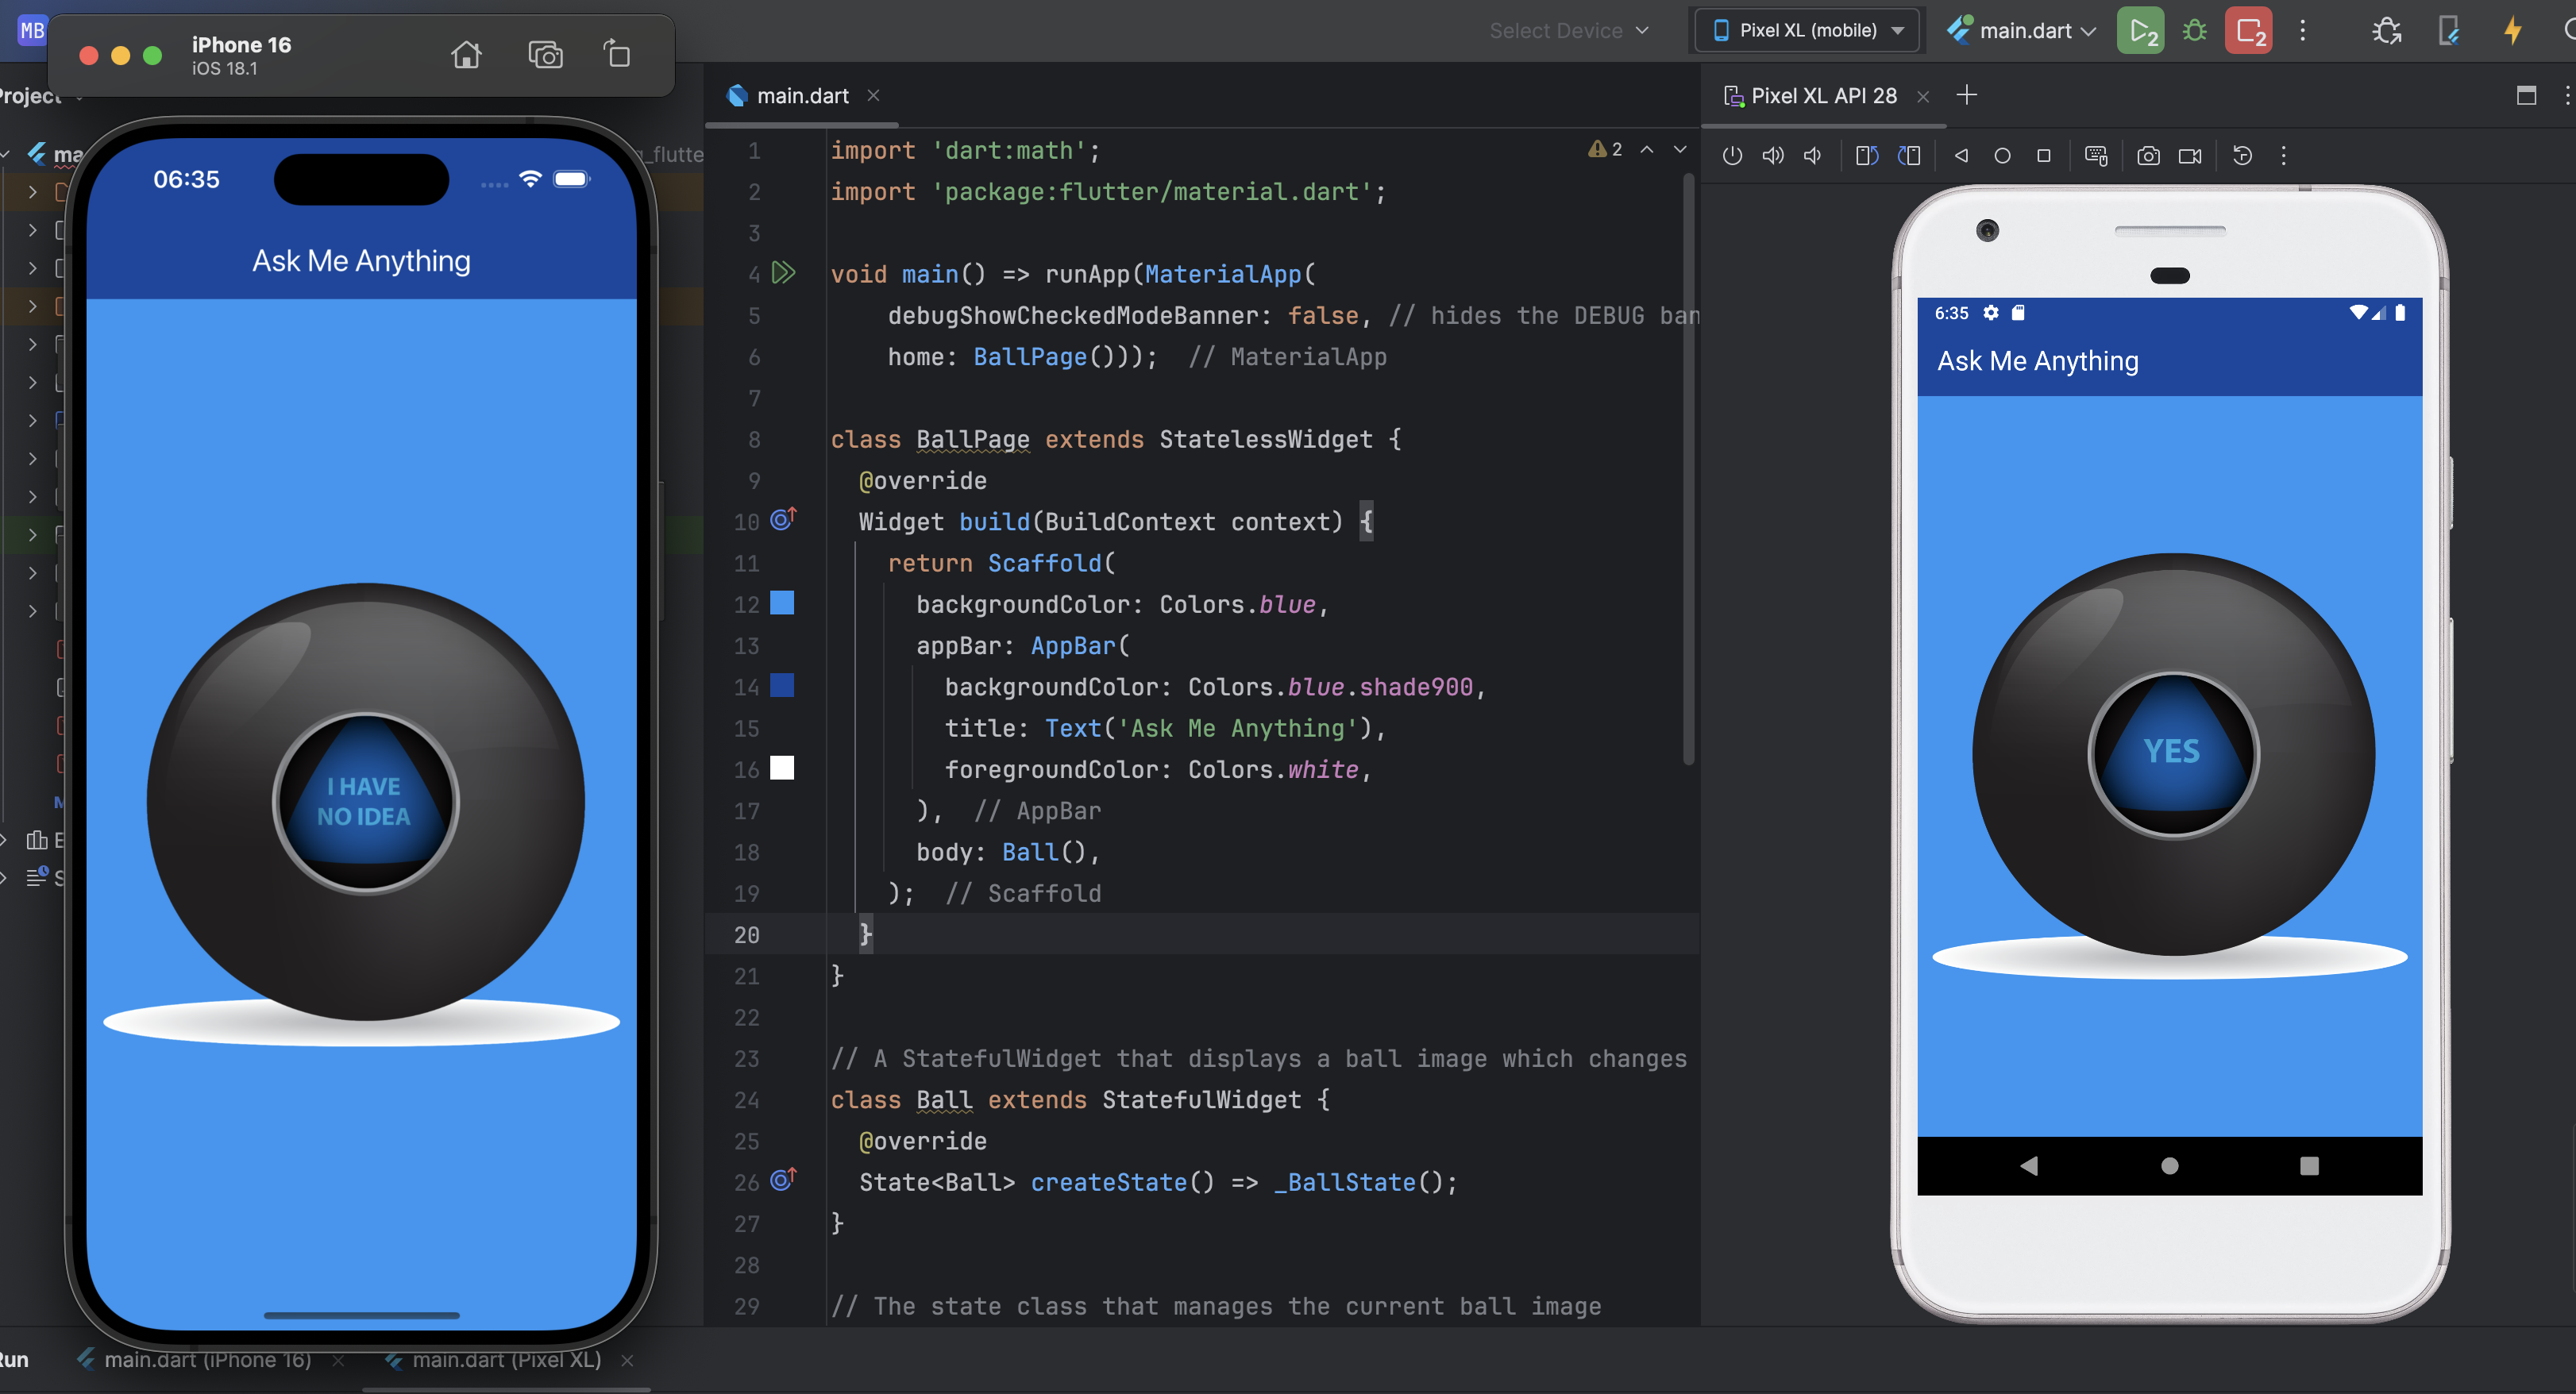 MB
iPhone 16
iOS 18.1
Select Device
Pixel XL (mobile)
main.dart
2
2
Project
main.dart
Pixel XL API 28
ma
_flutte
06:35
Ask Me Anything
I HAVE
NO IDEA
2
1 import 'dart:math';
2 import 'package:flutter/material.dart';
3
4 void main() => runApp(MaterialApp(
5 debugShowCheckedModeBanner: false, // hides the DEBUG ban
6 home: BallPage())); // MaterialApp
7
8 class BallPage extends StatelessWidget {
9 @override
10 Widget build(BuildContext context) {
11 return Scaffold(
12 backgroundColor: Colors.blue,
13 appBar: AppBar(
14 backgroundColor: Colors.blue.shade900,
15 title: Text('Ask Me Anything'),
16 foregroundColor: Colors.white,
17 ), // AppBar
18 body: Ball(),
19 ); // Scaffold
20 }
21 }
22
23 // A StatefulWidget that displays a ball image which changes
24 class Ball extends StatefulWidget {
25 @override
26 State<Ball> createState() => _BallState();
27 }
28
29 // The state class that manages the current ball image
6:35
Ask Me Anything
YES
Run
main.dart (iPhone 16)
main.dart (Pixel XL)